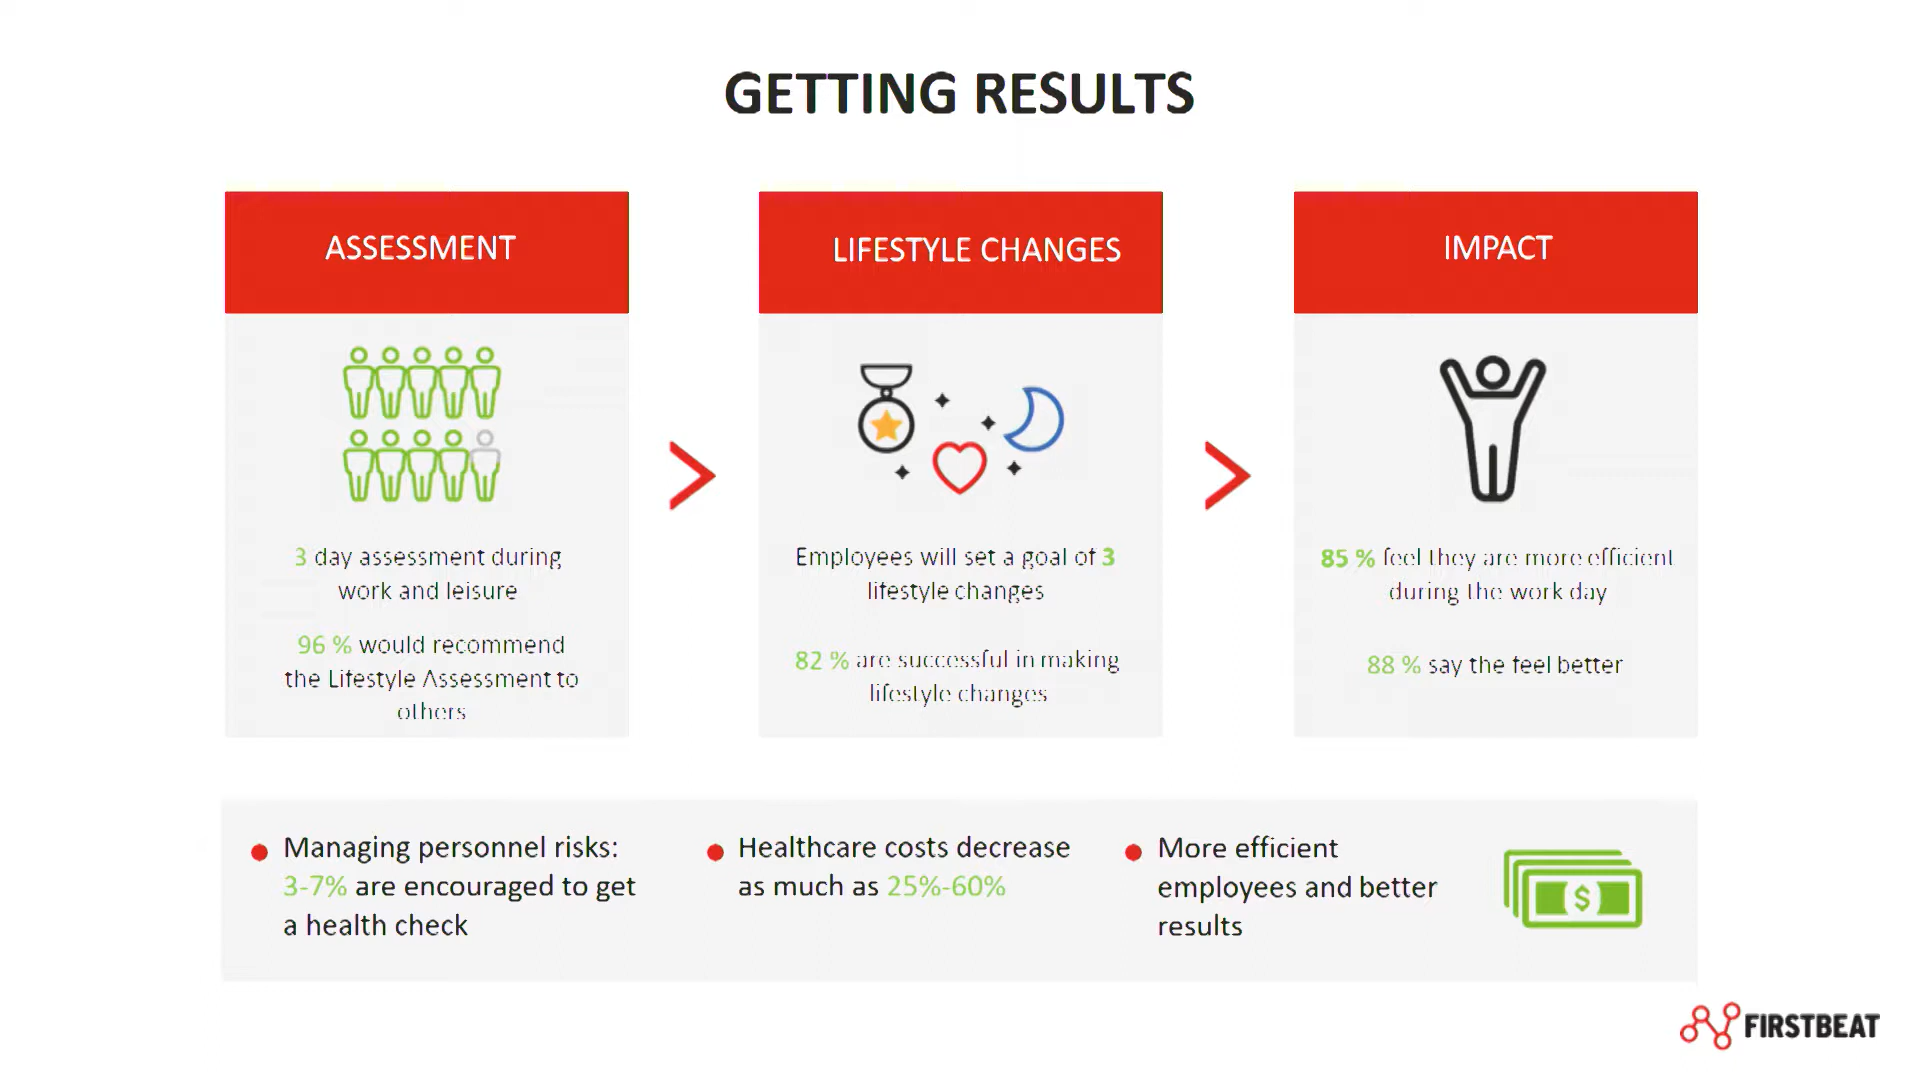 GETTING RESULTS
ASSESSMENT
3 day assessment during
work and leisure
96 % would recommend
the Lifestyle Assessment to
others
LIFESTYLE CHANGES
Employees will set a goal of 3
lifestyle changes
82 % are successful in making
lifestyle changes
IMPACT
85 % feel they are more efficient
during the work day
88 % say the feel better
Managing personnel risks:
3-7% are encouraged to get
a health check
Healthcare costs decrease
as much as 25%-60%
More efficient
employees and better
results
$
FIRSTBEAT